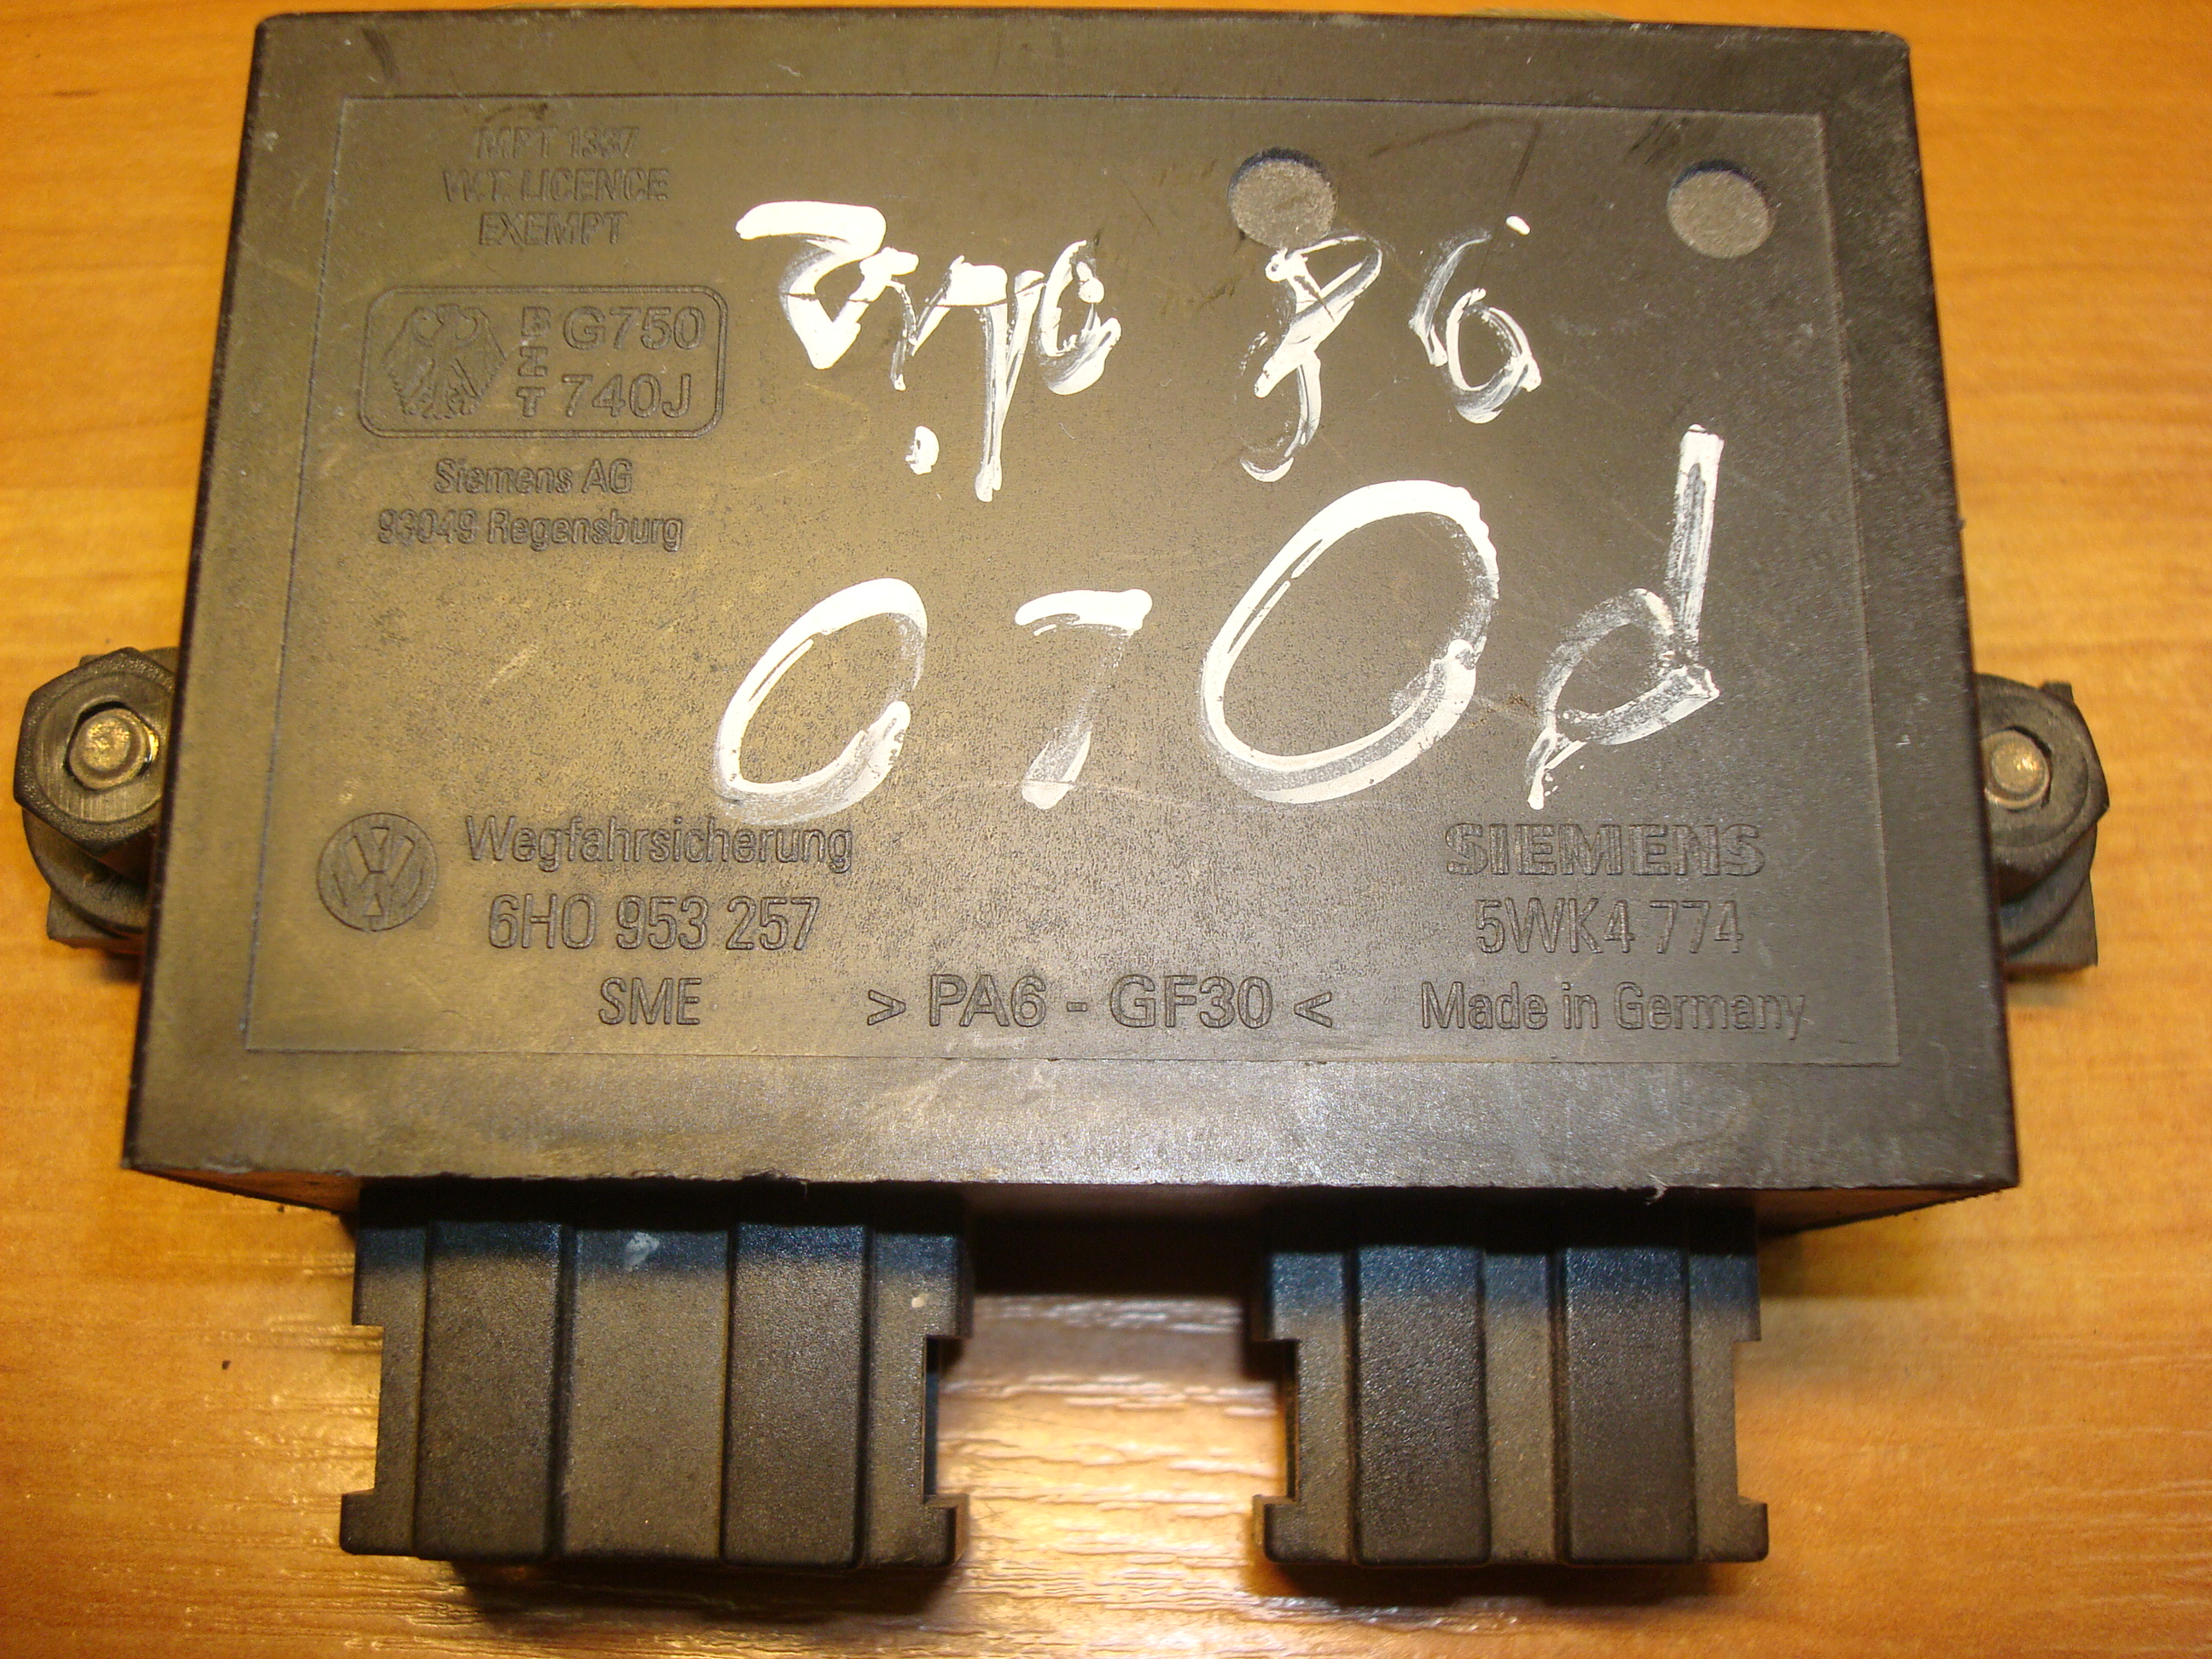 MPT 1337
W.T. LICENCE
EXEMPT
BZT G750
740J
Siemens AG
93049 Regensburg
070d
Wegfahrsicherung
6H0 953 257
SME
> PA6 - GF30 <
SIEMENS
5WK4 774
Made in Germany